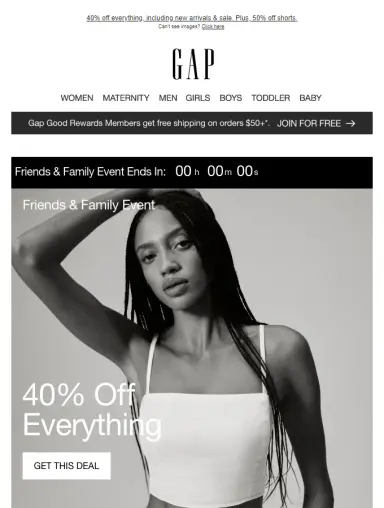 40% off everything, including new arrivals & sale. Plus, 50% off shorts.
Can't see images? Click here
GAP
WOMEN MATERNITY MEN GIRLS BOYS TODDLER BABY
Gap Good Rewards Members get free shipping on orders $50+*. JOIN FOR FREE →
Friends & Family Event Ends In: 00 h 00 m 00 s
Friends & Family Event
40% Off
Everything
GET THIS DEAL